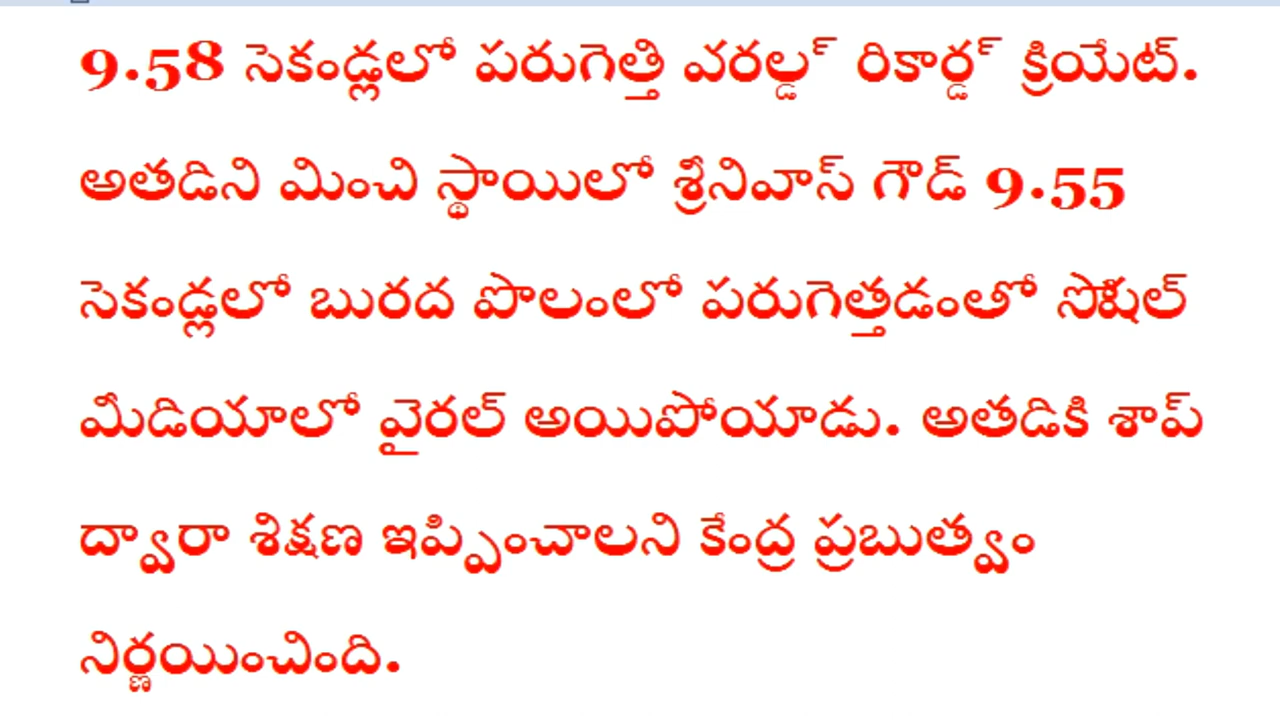 9.58 సెకండ్లలో పరుగెత్తి వరల్డ్ రికార్డ్ క్రియేట్.
అతడిని మించి స్థాయిలో శ్రీనివాస్ గౌడ్ 9.55
సెకండ్లలో బురద పొలంలో పరుగెత్తడంతో సోషల్
మీడియాలో వైరల్ అయిపోయాడు. అతడికి శాప్
ద్వారా శిక్షణ ఇప్పించాలని కేంద్ర ప్రబుత్వం
నిర్ణయించింది.